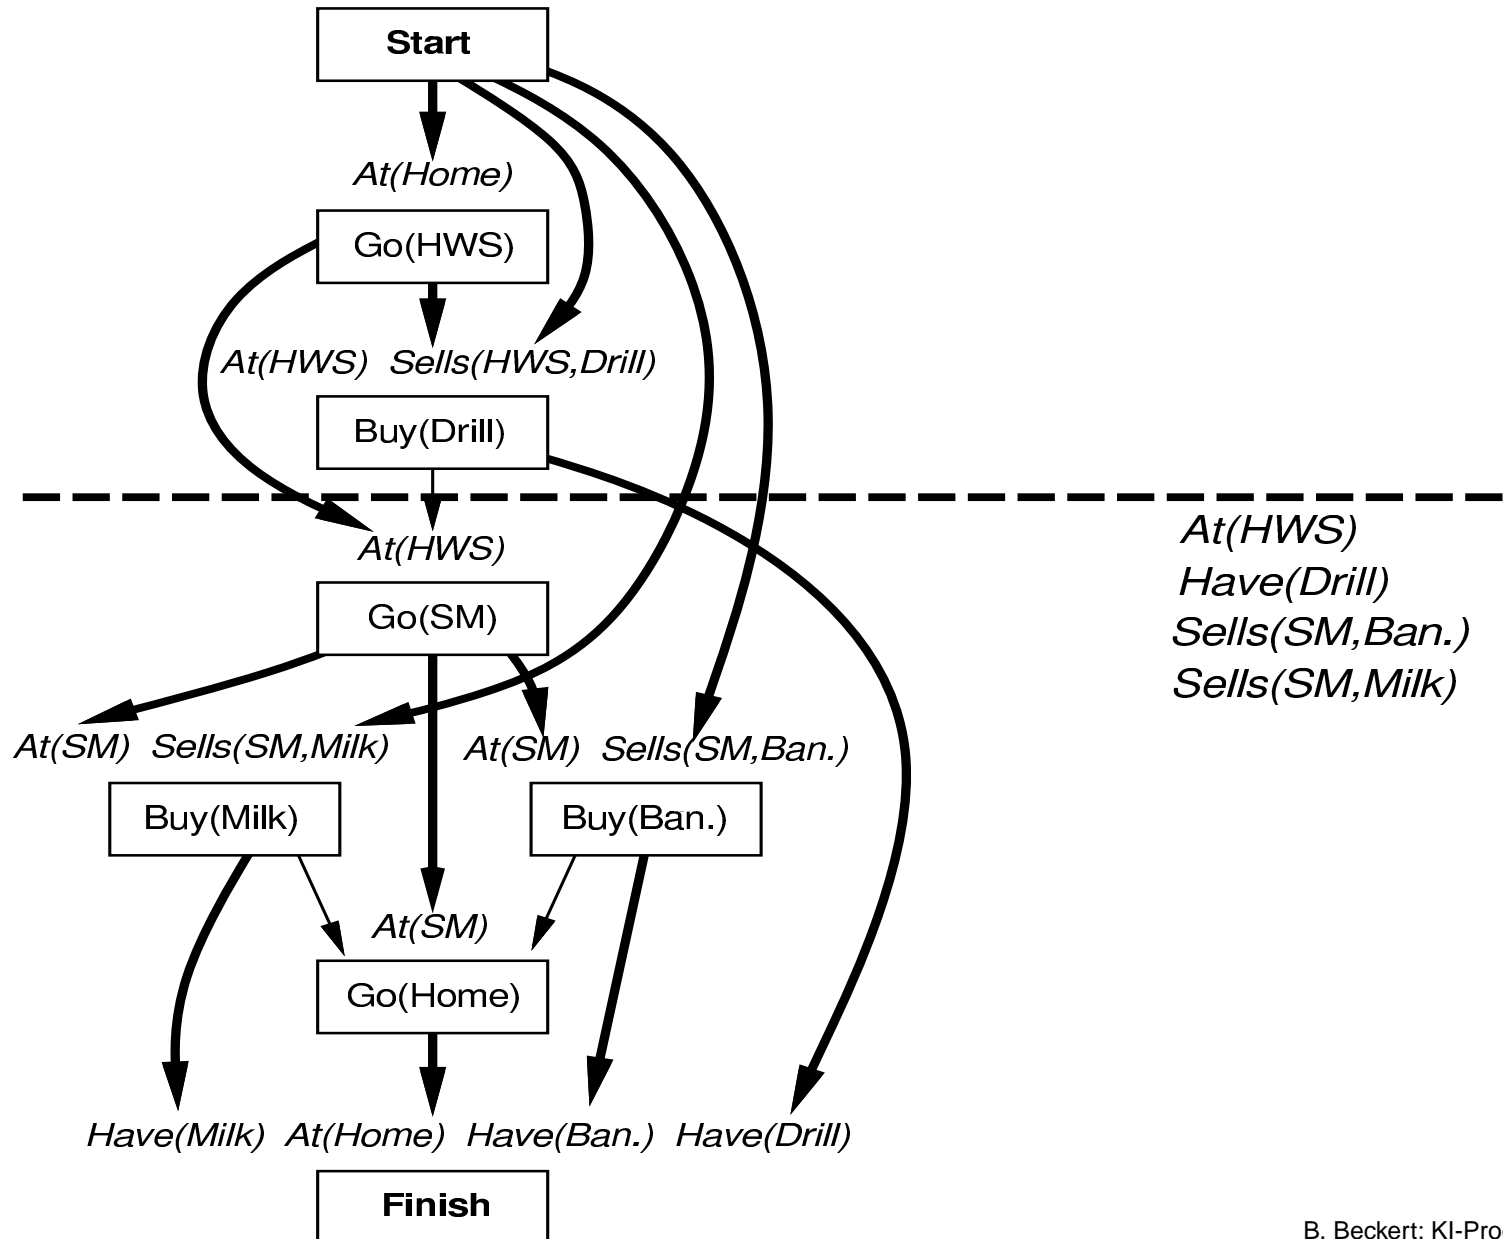 Start
At(Home)
Go(HWS)
At(HWS) Sells(HWS,Drill)
Buy(Drill)
At(HWS)
At(HWS)
Have(Drill)
Sells(SM,Ban.)
Sells(SM,Milk)
Go(SM)
At(SM) Sells(SM,Milk) At(SM) Sells(SM,Ban.)
Buy(Milk) Buy(Ban.)
At(SM)
Go(Home)
Have(Milk) At(Home) Have(Ban.) Have(Drill)
Finish
B. Beckert: KI-Pro